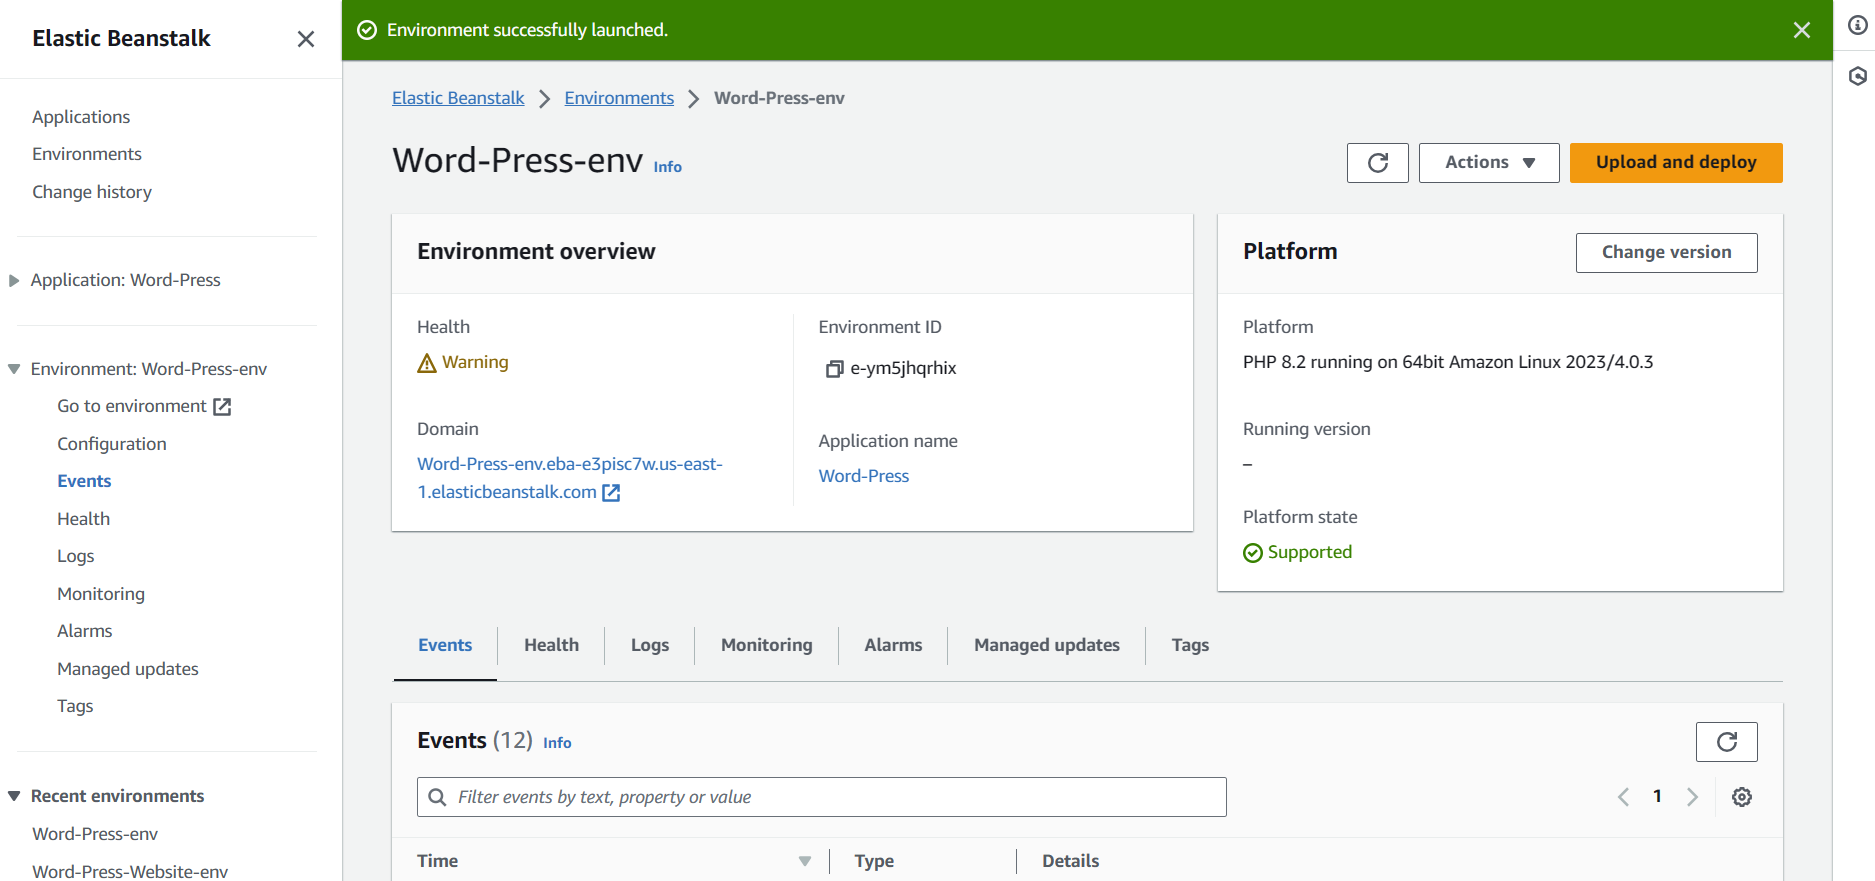 Elastic Beanstalk
Applications
Environments
Change history
Application: Word-Press
Environment: Word-Press-env
Go to environment
Configuration
Events
Health
Logs
Monitoring
Alarms
Managed updates
Tags
Recent environments
Word-Press-env
Word-Press-Website-env
Environment successfully launched.
Elastic Beanstalk Environments Word-Press-env
Word-Press-env Info
Actions Upload and deploy
Environment overview
Health
Warning
Domain
Word-Press-env.eba-e3pisc7w.us-east-
1.elasticbeanstalk.com
Environment ID
e-ym5jhqrhix
Application name
Word-Press
Platform Change version
Platform
PHP 8.2 running on 64bit Amazon Linux 2023/4.0.3
Running version
–
Platform state
Supported
Events Health Logs Monitoring Alarms Managed updates Tags
Events (12) Info
Filter events by text, property or value
1
Time Type Details